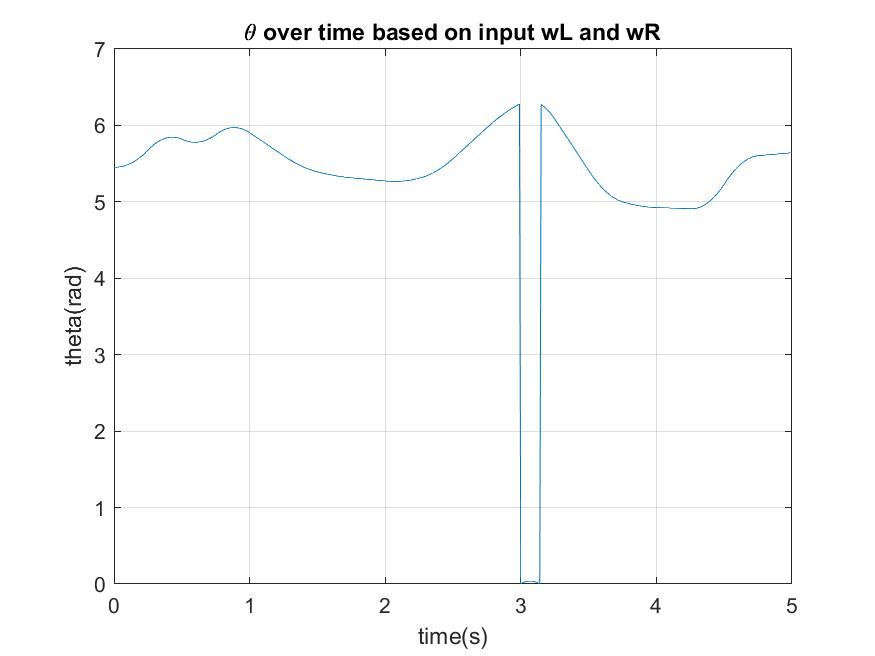 θ over time based on input wL and wR
7
6
5
4
3
2
1
0
theta(rad)
0 1 2 3 4 5
time(s)